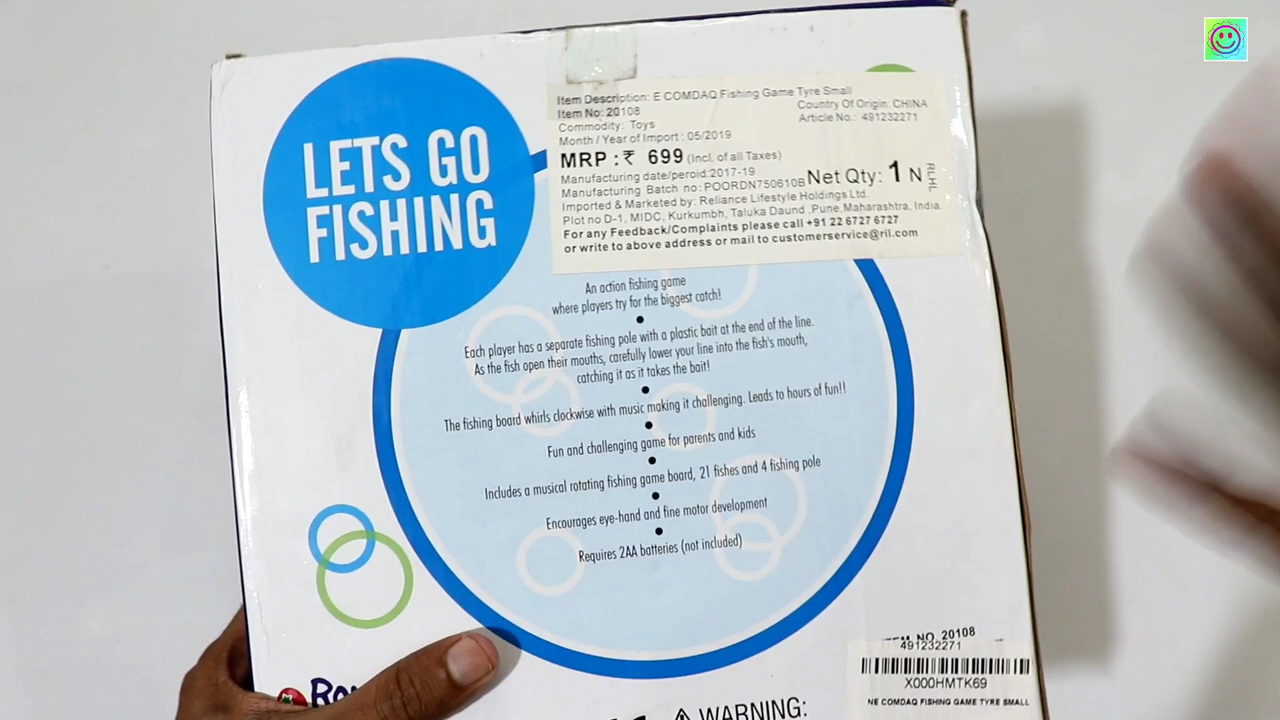 LETS GO
FISHING
Item Description: E COMDAQ Fishing Game Tyre Small
Item No: 20108
Country Of Origin: CHINA
Commodity: Toys
Article No.: 491232271
Month / Year of Import : 05/2019
MRP : ₹ 699 (Incl. of all Taxes)
Manufacturing date/peroid:2017-19
Manufacturing Batch no: POORDN750610B
Net Qty: 1 N
RLHL
Imported & Marketed by: Reliance Lifestyle Holdings Ltd.
Plot no D-1, MIDC, Kurkumbh, Taluka Daund ,Pune,Maharashtra, India.
For any Feedback/Complaints please call +91 22 6727 6727
or write to above address or mail to customerservice@ril.com
An action fishing game
where players try for the biggest catch!
Each player has a separate fishing pole with a plastic bait at the end of the line.
As the fish open their mouths, carefully lower your line into the fish's mouth,
catching it as it takes the bait!
The fishing board whirls clockwise with music making it challenging. Leads to hours of fun!!
Fun and challenging game for parents and kids
Includes a musical rotating fishing game board, 21 fishes and 4 fishing pole
Encourages eye-hand and fine motor development
Requires 2AA batteries (not included)
ITEM NO. 20108
491232271
X000HMTK69
NE COMDAQ FISHING GAME TYRE SMALL
WARNING: